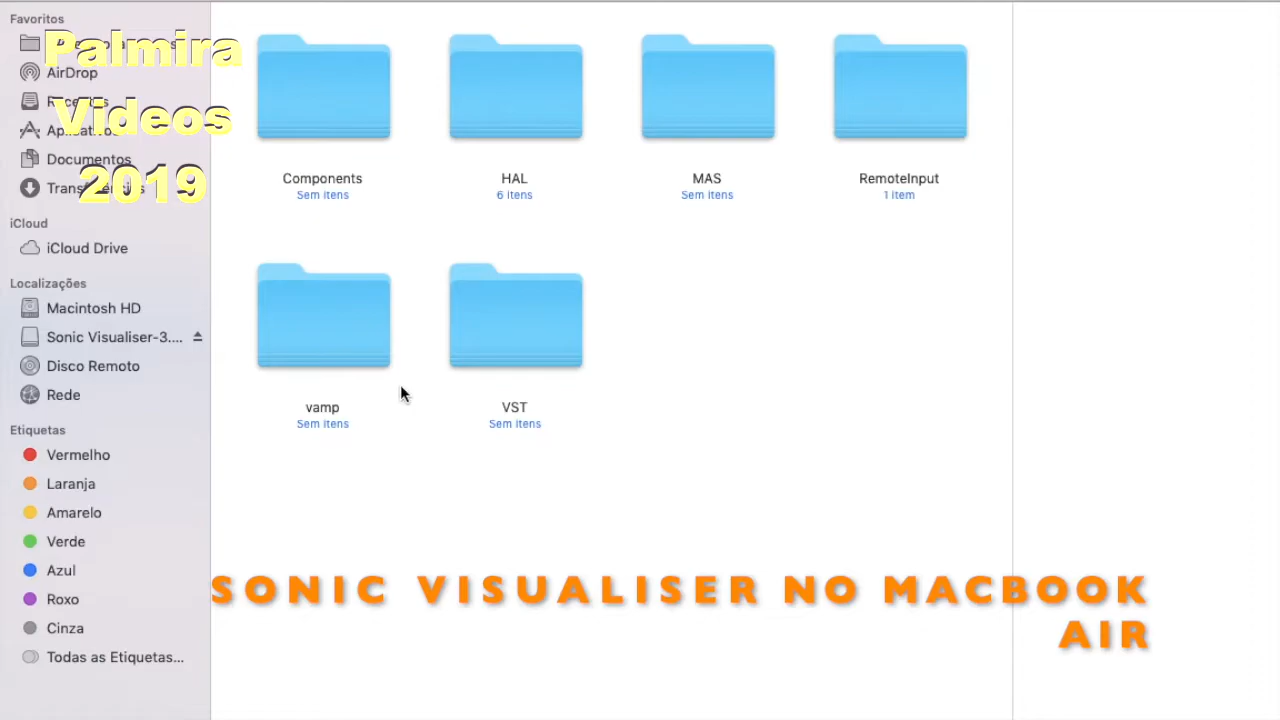 Favoritos
Palmira
AirDrop
Videos
Documentos
2019
iCloud
iCloud Drive
Localizações
Macintosh HD
Sonic Visualiser-3....
Disco Remoto
Rede
Etiquetas
Vermelho
Laranja
Amarelo
Verde
Azul
Roxo
Cinza
Todas as Etiquetas...
Components
Sem itens
HAL
6 itens
MAS
Sem itens
RemoteInput
1 item
vamp
Sem itens
VST
Sem itens
SONIC VISUALISER NO MACBOOK
AIR